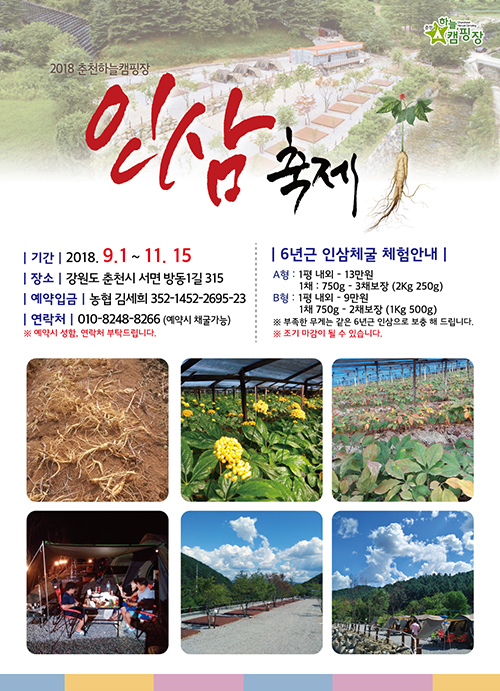 춘천
하늘
캠핑장
2018 춘천하늘캠핑장
인삼
축제
| 기간 | 2018. 9.1 ~ 11. 15
| 장소 | 강원도 춘천시 서면 방동1길 315
| 예약입금 | 농협 김세희 352-1452-2695-23
| 연락처 | 010-8248-8266 (예약시 채굴가능)
※ 예약시 성함, 연락처 부탁드립니다.
| 6년근 인삼체굴 체험안내 |
A형 : 1평 내외 - 13만원
1채 : 750g - 3채보장 (2Kg 250g)
B형 : 1평 내외 - 9만원
1채 750g - 2채보장 (1Kg 500g)
※ 부족한 무게는 같은 6년근 인삼으로 보충 해 드립니다.
※ 조기 마감이 될 수 있습니다.